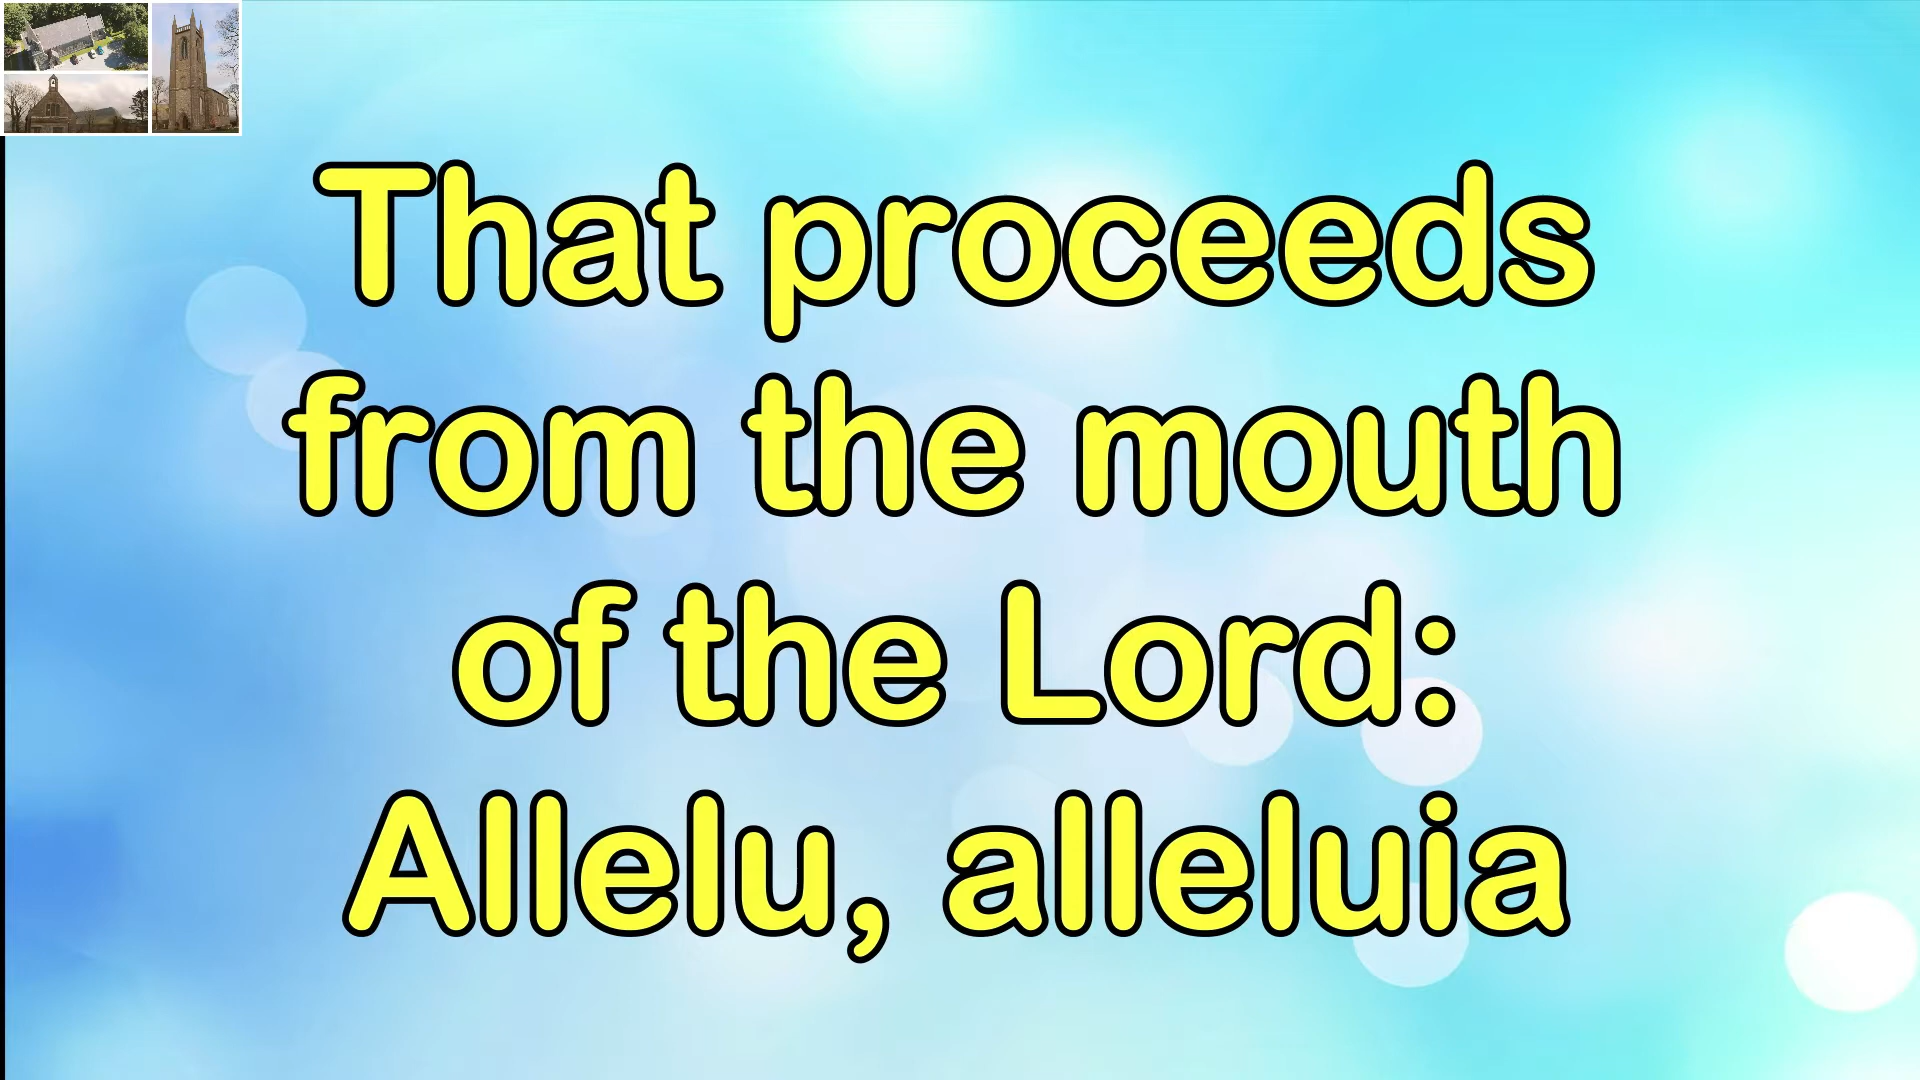 That proceeds
from the mouth
of the Lord:
Allelu, alleluia